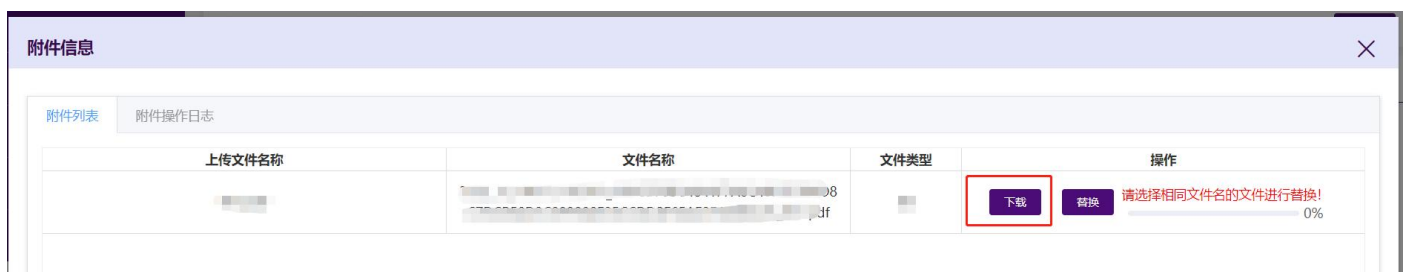 附件信息
附件列表 附件操作日志
上传文件名称 文件名称 文件类型 操作
下载 替换 请选择相同文件名的文件进行替换!
0%